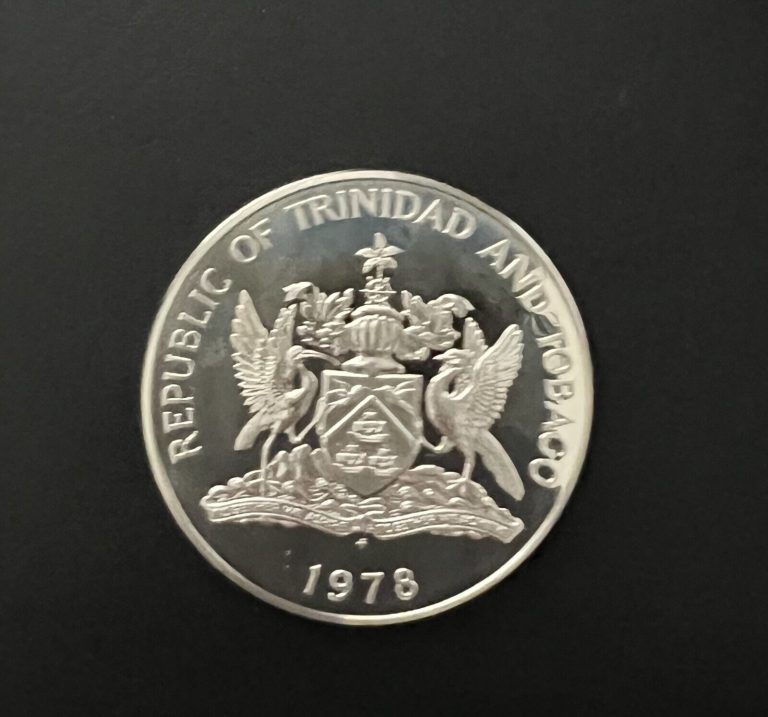 REPUBLIC OF TRINIDAD AND TOBAGO
1978